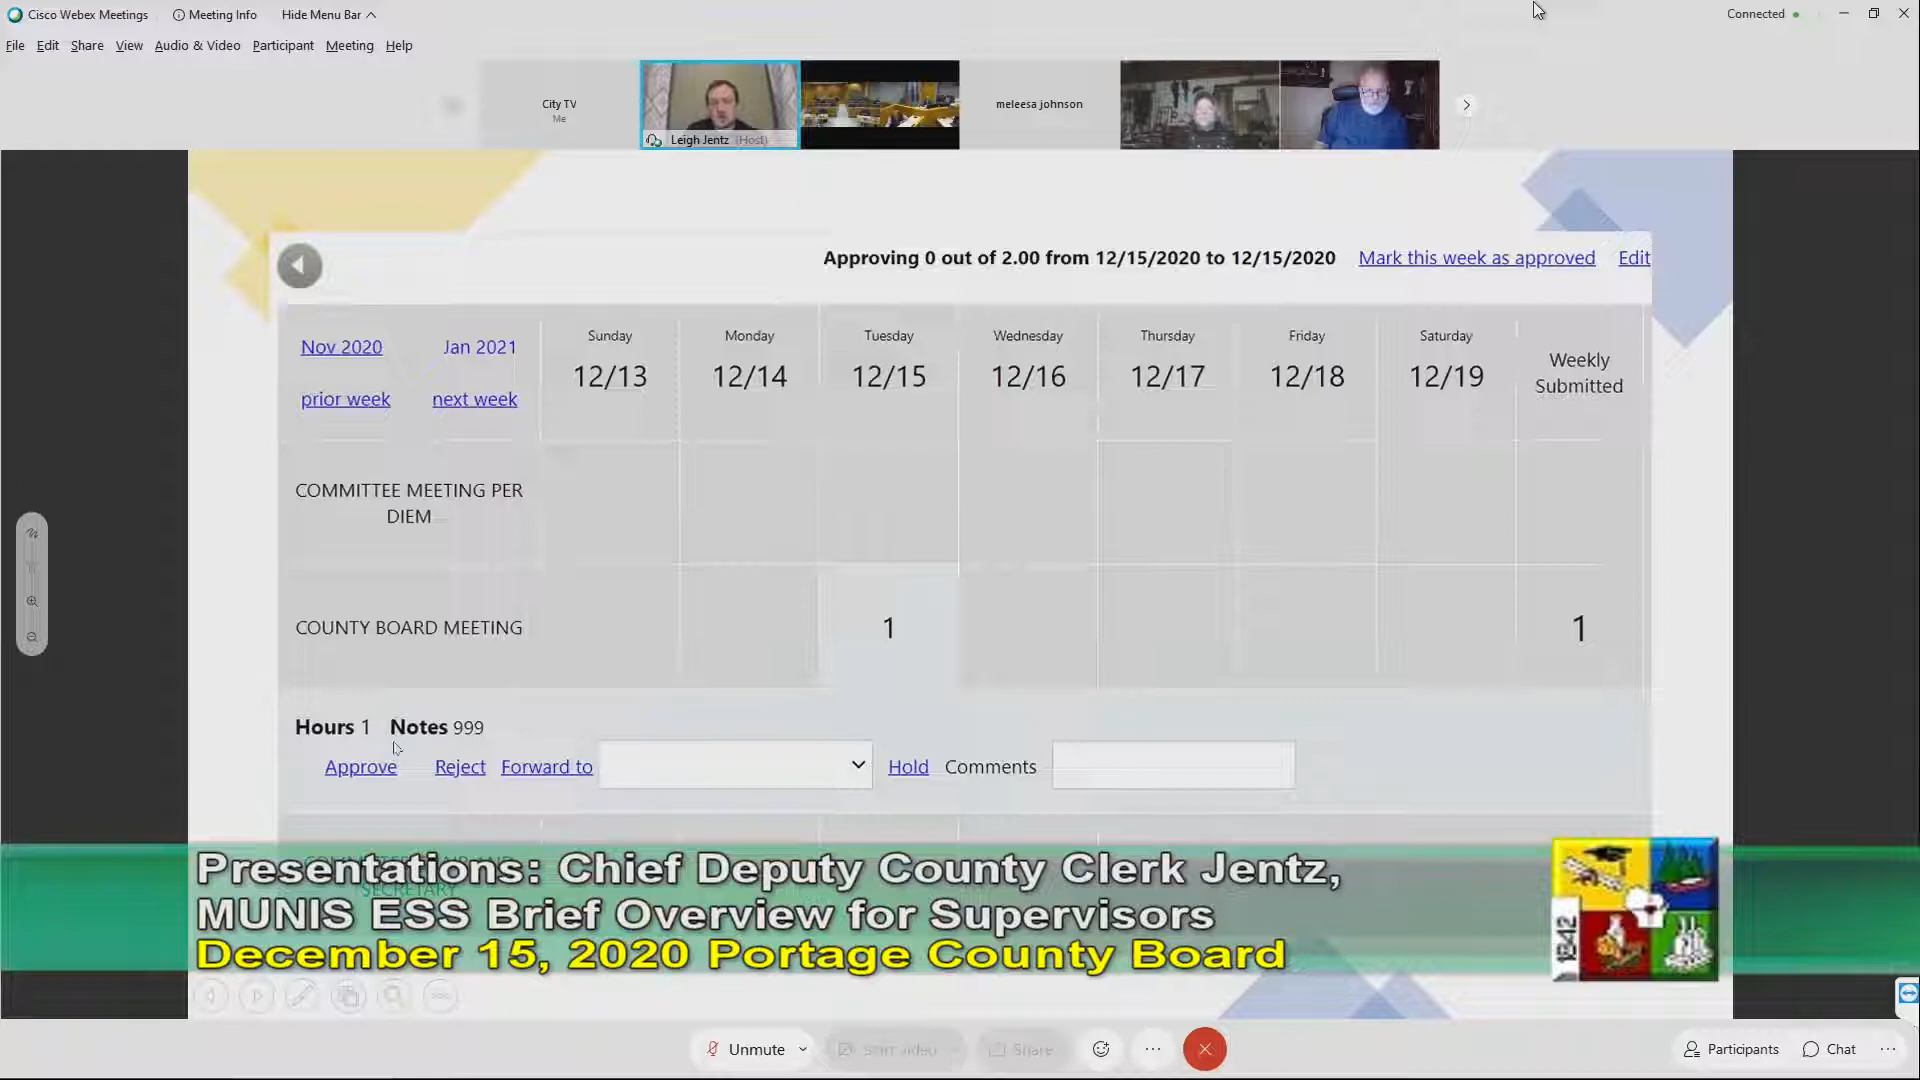 Cisco Webex Meetings
Meeting Info
Hide Menu Bar
Connected
File Edit Share View Audio & Video Participant Meeting Help
City TV
Me
Leigh Jentz (Host)
meleesa johnson
Approving 0 out of 2.00 from 12/15/2020 to 12/15/2020 Mark this week as approved Edit
Nov 2020 Jan 2021
prior week next week
Sunday Monday Tuesday Wednesday Thursday Friday Saturday
12/13 12/14 12/15 12/16 12/17 12/18 12/19
Weekly
Submitted
COMMITTEE MEETING PER
DIEM
COUNTY BOARD MEETING 1 1
Hours 1 Notes 999
Approve Reject Forward to Hold Comments
SECRETARY
Presentations: Chief Deputy County Clerk Jentz,
MUNIS ESS Brief Overview for Supervisors
December 15, 2020 Portage County Board
1842
Unmute Start video Share
Participants Chat